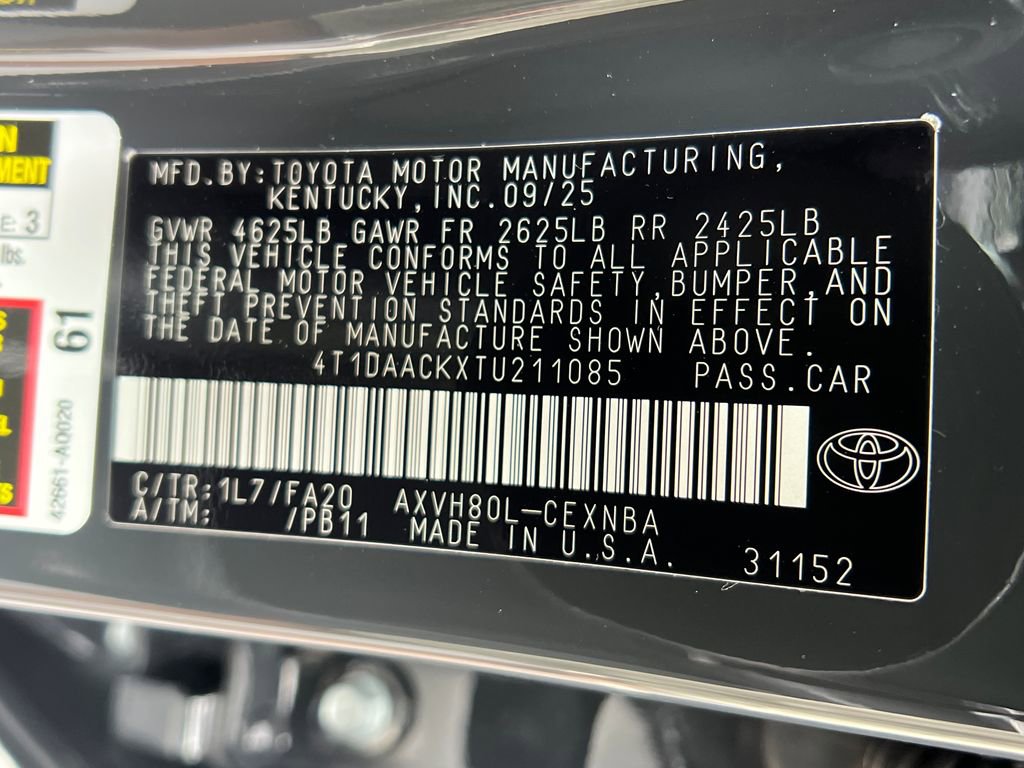 MFD.BY:TOYOTA MOTOR MANUFACTURING,
KENTUCKY,INC.09/25
GVWR 4625LB GAWR FR 2625LB RR 2425LB
THIS VEHICLE CONFORMS TO ALL APPLICABLE
FEDERAL MOTOR VEHICLE SAFETY,BUMPER,AND
THEFT PREVENTION STANDARDS IN EFFECT ON
THE DATE OF MANUFACTURE SHOWN ABOVE.
4T1DAACKXTU211085 PASS.CAR
C/TR:1L7/FA20 AXVH80L-CEXNBA
A/TM: /PB11 MADE IN U.S.A. 31152
3
lbs.
61
42661-A0020